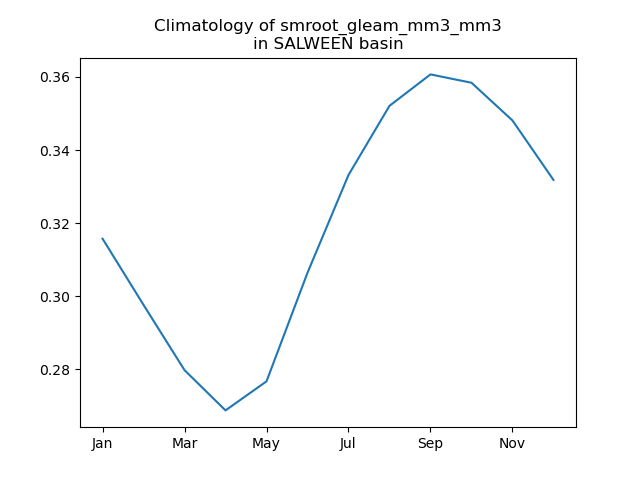 Climatology of smroot_gleam_mm3_mm3
in SALWEEN basin
0.36
0.34
0.32
0.30
0.28
Jan Mar May Jul Sep Nov